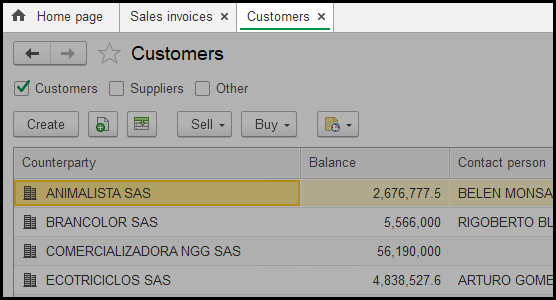 Home page Sales invoices × Customers ×
Customers
Customers Suppliers Other
Create Sell Buy
Counterparty Balance Contact person
ANIMALISTA SAS 2,676,777.5 BELEN MONSA
BRANCOLOR SAS 5,566,000 RIGOBERTO BL
COMERCIALIZADORA NGG SAS 56,190,000
ECOTRICICLOS SAS 4,838,527.6 ARTURO GOME